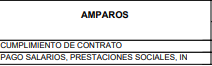 AMPAROS
CUMPLIMIENTO DE CONTRATO
PAGO SALARIOS, PRESTACIONES SOCIALES, IN